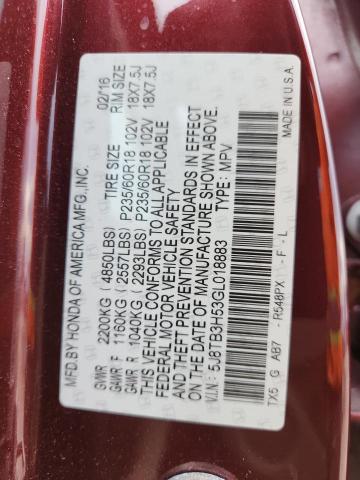 MFD.BY HONDA OF AMERICA MFG.,INC. 02/16
TIRE SIZE RIM SIZE
GVWR 2200KG (4850LBS)
GAWR F 1160KG (2557LBS) P235/60R18 102V 18X7.5J
GAWR R 1040KG (2293LBS) P235/60R18 102V 18X7.5J
THIS VEHICLE CONFORMS TO ALL APPLICABLE
FEDERAL MOTOR VEHICLE SAFETY
AND THEFT PREVENTION STANDARDS IN EFFECT
ON THE DATE OF MANUFACTURE SHOWN ABOVE.
V.I.N.: 5J8TB3H53GL018883 TYPE: MPV
TX5 G AB7 - R548PX - F - L
MADE IN U.S.A.